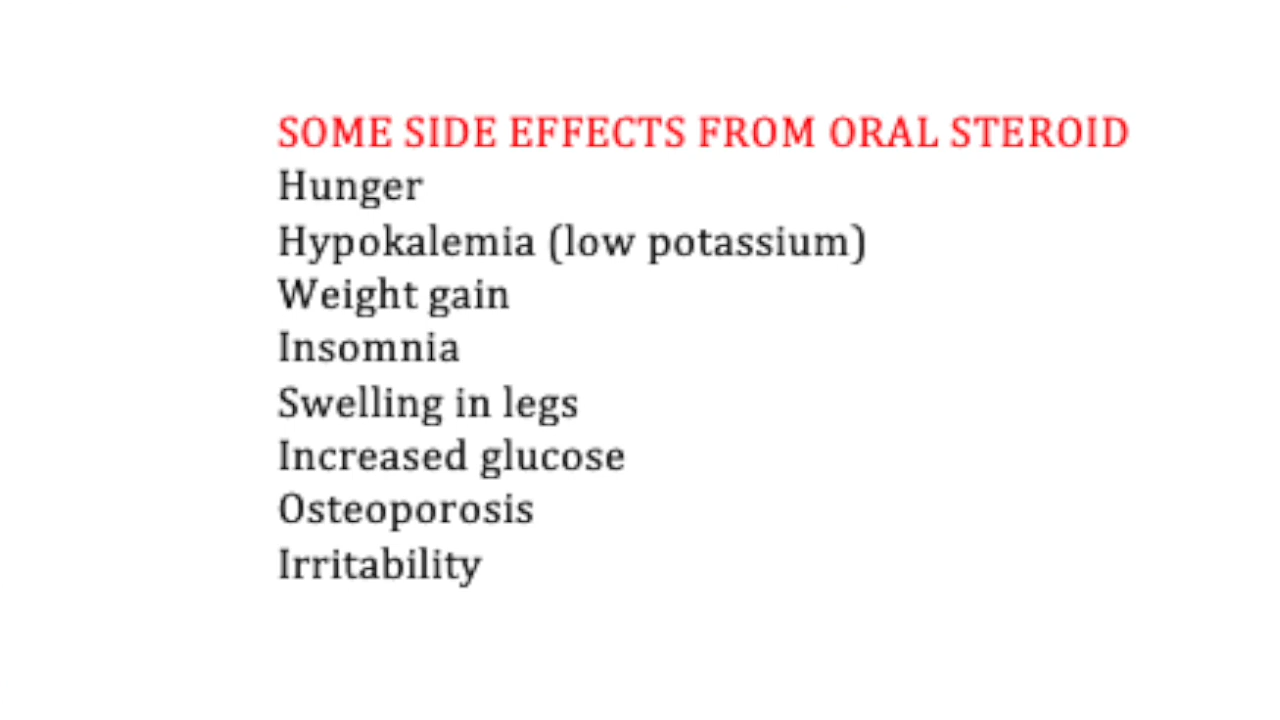 SOME SIDE EFFECTS FROM ORAL STEROID
Hunger
Hypokalemia (low potassium)
Weight gain
Insomnia
Swelling in legs
Increased glucose
Osteoporosis
Irritability